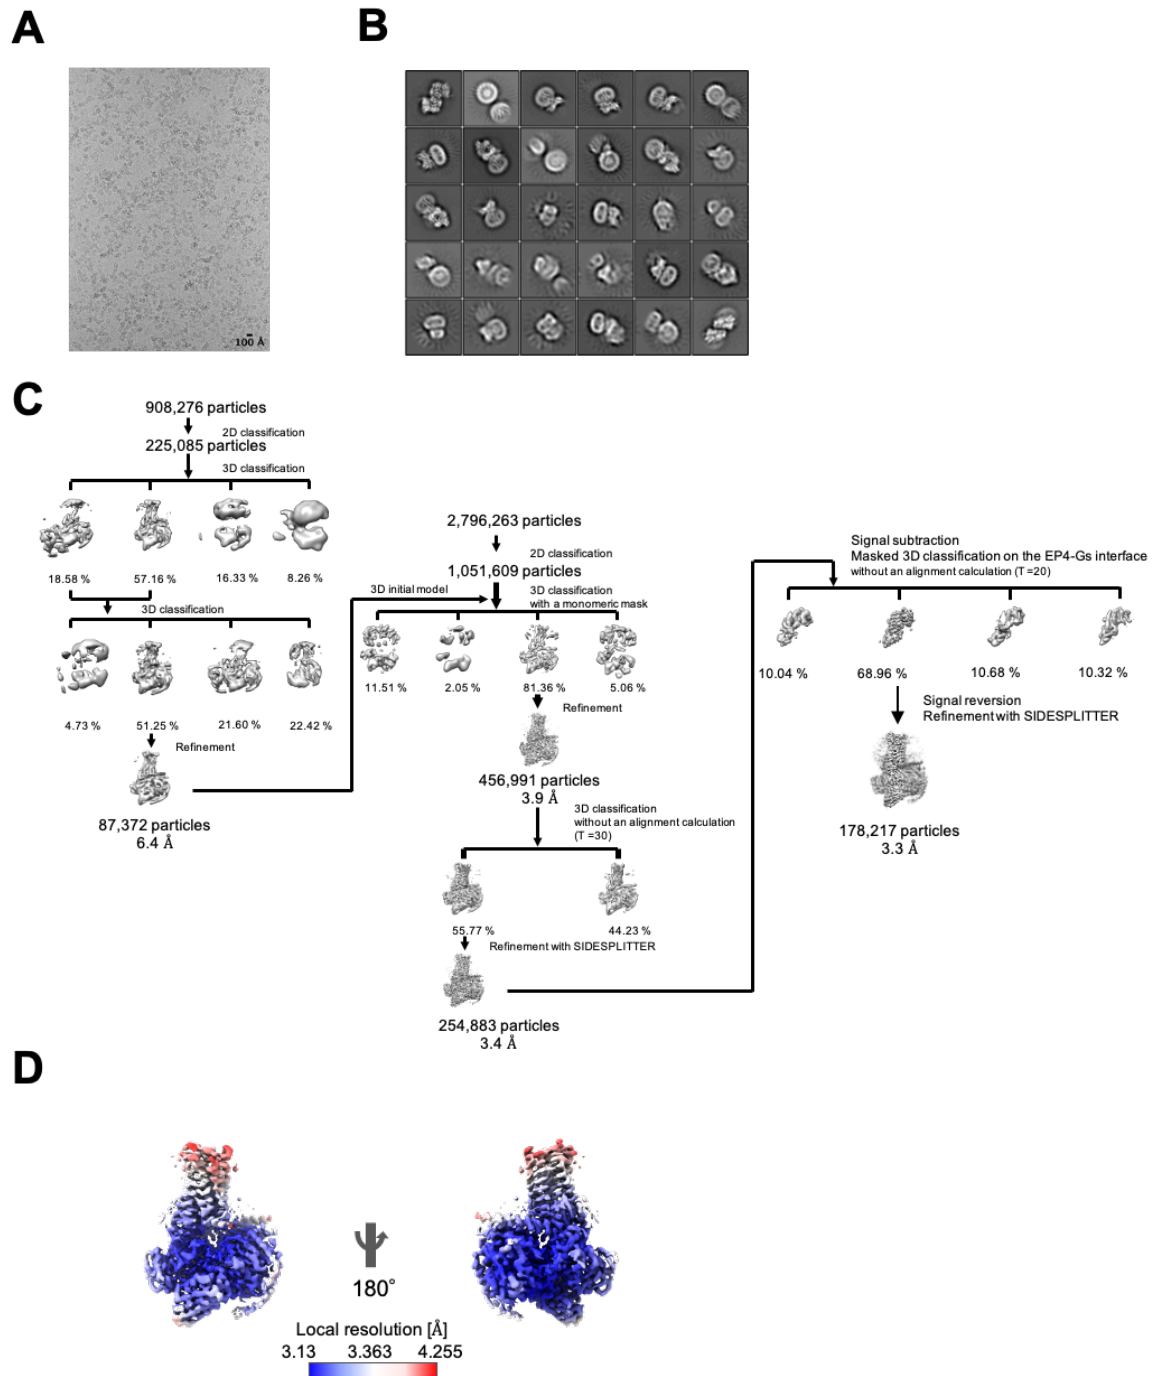 A
B
100 Å
C
908,276 particles
2D classification
225,085 particles
3D classification
18.58 %
57.16 %
16.33 %
8.26 %
3D classification
4.73 %
51.25 %
21.60 %
22.42 %
Refinement
87,372 particles
6.4 Å
2,796,263 particles
2D classification
1,051,609 particles
3D initial model
3D classification
with a monomeric mask
11.51 %
2.05 %
81.36 %
5.06 %
Refinement
456,991 particles
3.9 Å
3D classification
without an alignment calculation
(T =30)
55.77 %
44.23 %
Refinement with SIDESPLITTER
254,883 particles
3.4 Å
Signal subtraction
Masked 3D classification on the EP4-Gs interface
without an alignment calculation (T =20)
10.04 %
68.96 %
10.68 %
10.32 %
Signal reversion
Refinement with SIDESPLITTER
178,217 particles
3.3 Å
D
180°
Local resolution [Å]
3.13
3.363
4.255